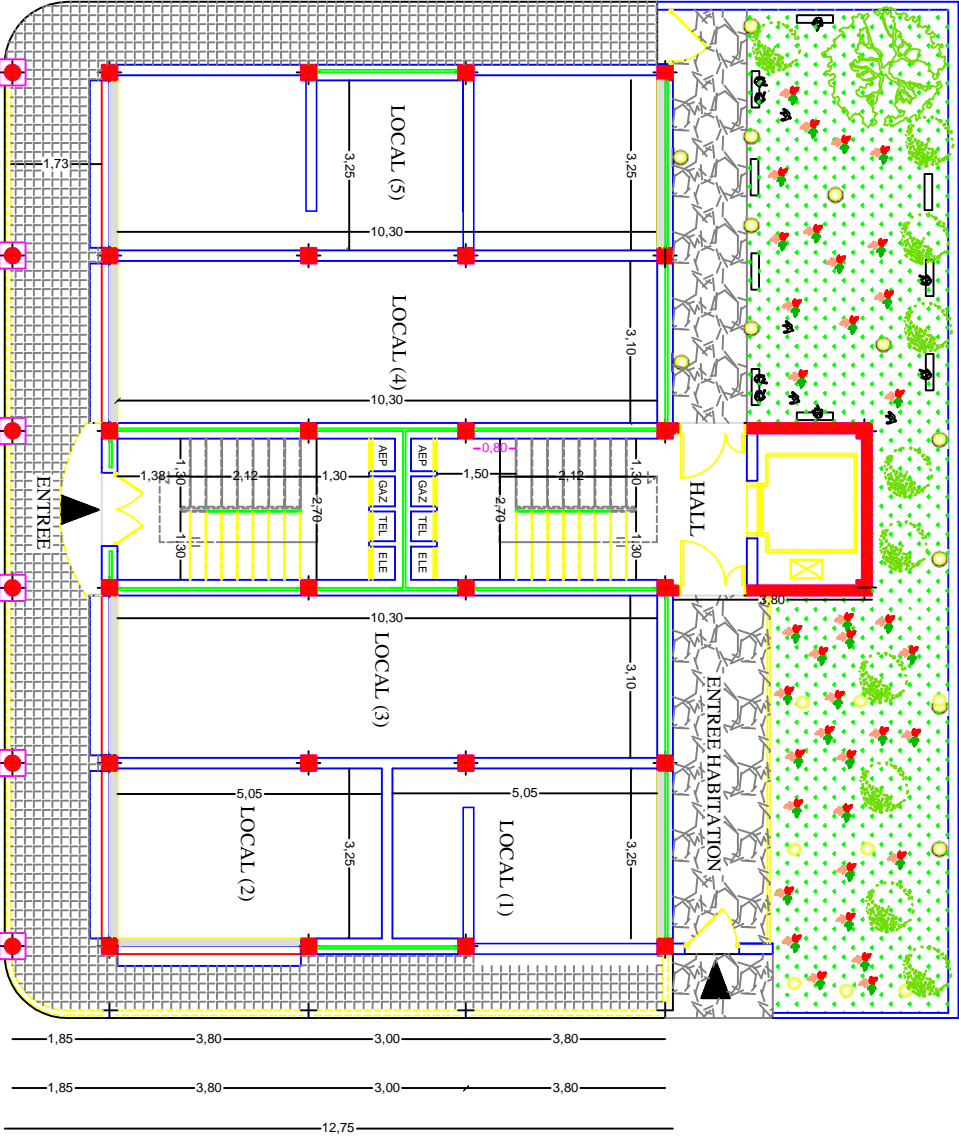 LOCAL (5)
3,25
3,25
1,73
10,30
LOCAL (4)
3,10
10,30
AEP
GAZ
TEL
ELE
AEP
GAZ
TEL
ELE
1,38
1,30
2,12
1,30
2,70
1,30
0,80
1,50
2,12
1,30
2,70
1,30
HALL
ENTREE
3,80
10,30
LOCAL (3)
3,10
ENTREE HABITATION
5,05
5,05
LOCAL (2)
3,25
LOCAL (1)
3,25
1,85
3,80
3,00
3,80
1,85
3,80
3,00
3,80
12,75